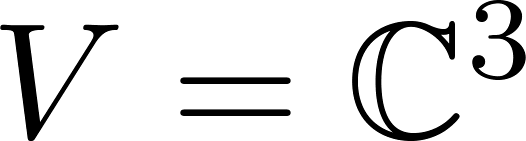 V = ℂ³